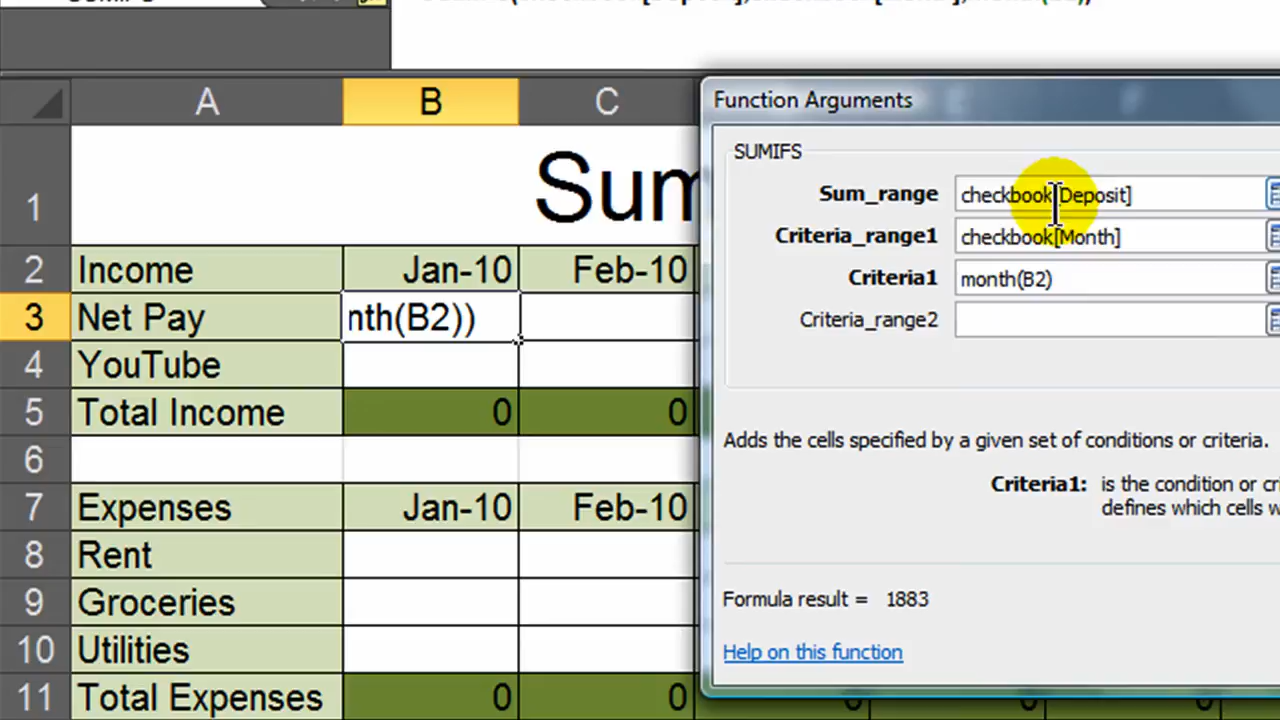 A B C Function Arguments
SUMIFS
1 Sum
Sum_range checkbook[Deposit]
Criteria_range1 checkbook[Month]
2 Income Jan-10 Feb-10
Criteria1 month(B2)
3 Net Pay nth(B2))
Criteria_range2
4 YouTube
5 Total Income 0 0
Adds the cells specified by a given set of conditions or criteria.
6
Criteria1: is the condition or
7 Expenses Jan-10 Feb-10
defines which cells
8 Rent
9 Groceries
Formula result = 1883
10 Utilities
Help on this function
11 Total Expenses 0 0 0 0 0